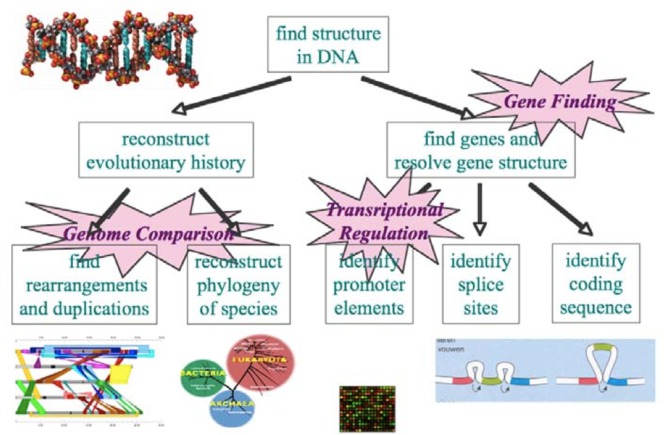 find structure
in DNA
Gene Finding
reconstruct
evolutionary history
find genes and
resolve gene structure
Genome Comparison
Transriptional
Regulation
find
rearrangements
and duplications
reconstruct
phylogeny
of species
identify
promoter
elements
identify
splice
sites
identify
coding
sequence
EUKARYOTA
BACTERIA
ARCHAEA
vouwen